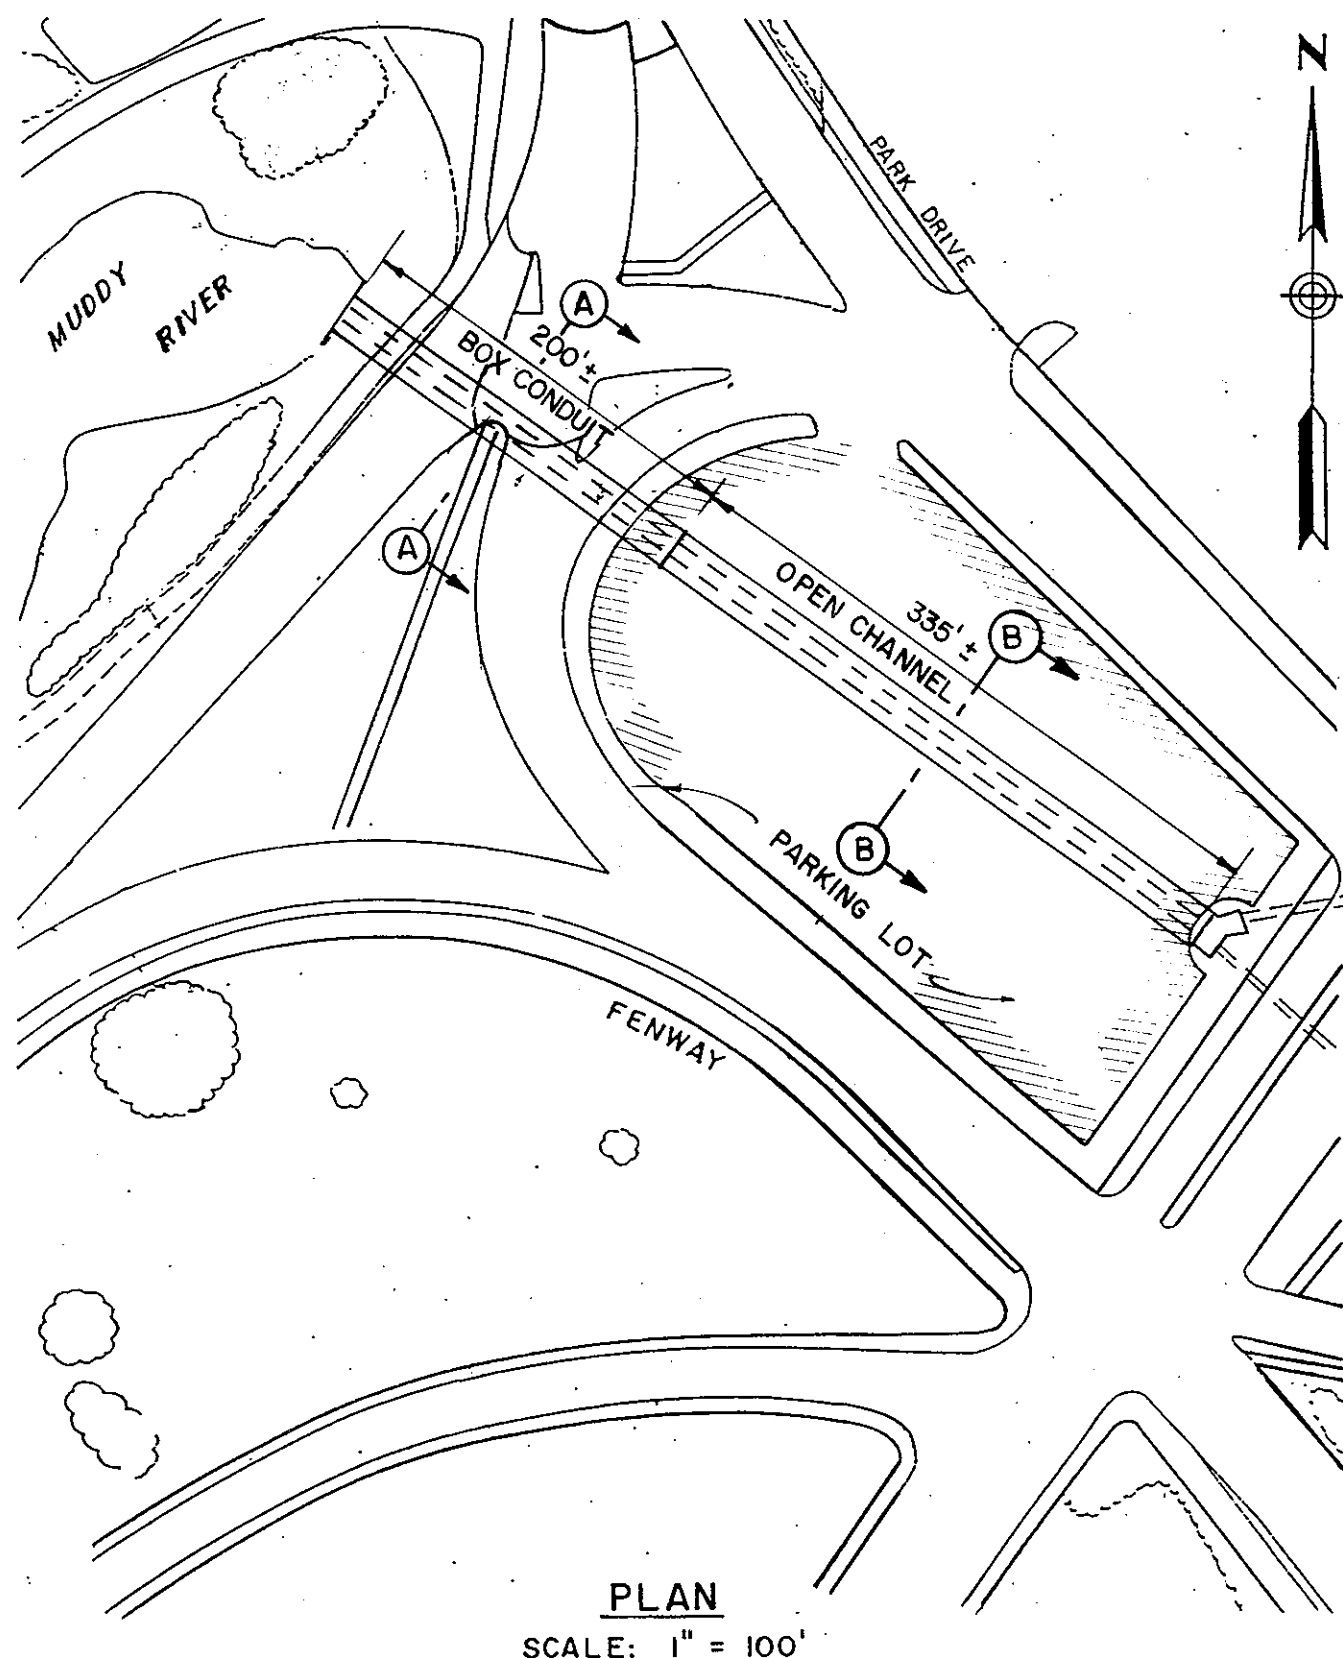 N
PARK DRIVE
MUDDY
RIVER
A
200'±
BOX CONDUIT
A
335'±
OPEN CHANNEL
B
B
PARKING LOT
FENWAY
PLAN
SCALE: 1" = 100'